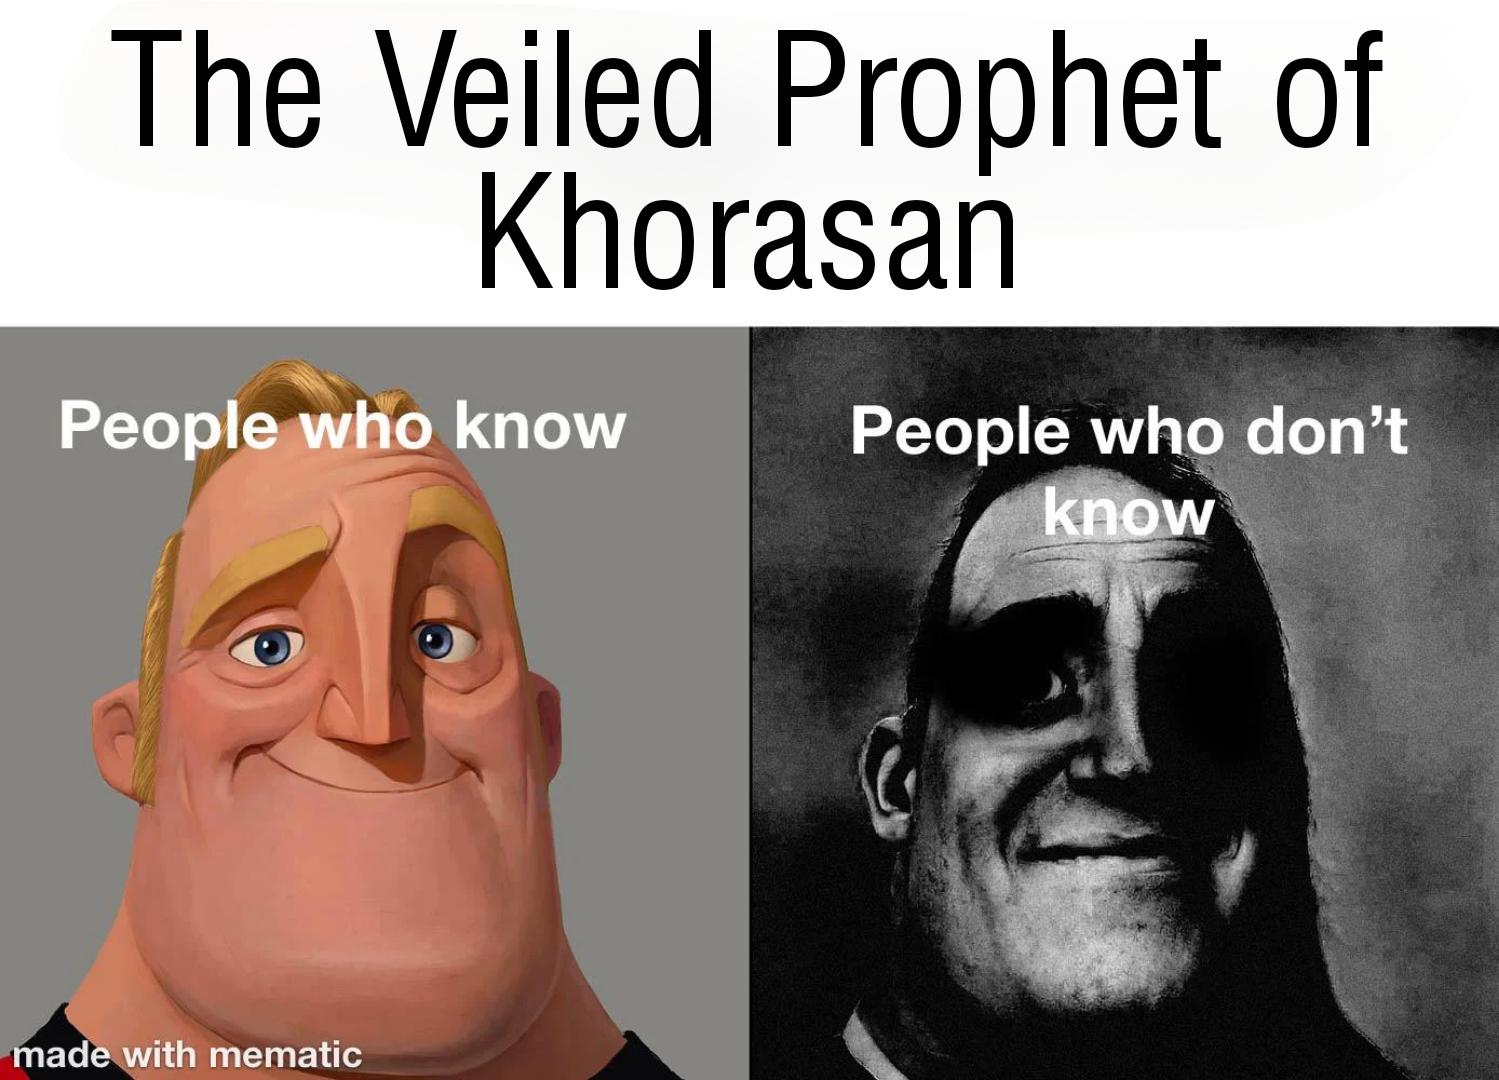 The Veiled Prophet of
Khorasan
People who know
People who don’t
know
made with mematic